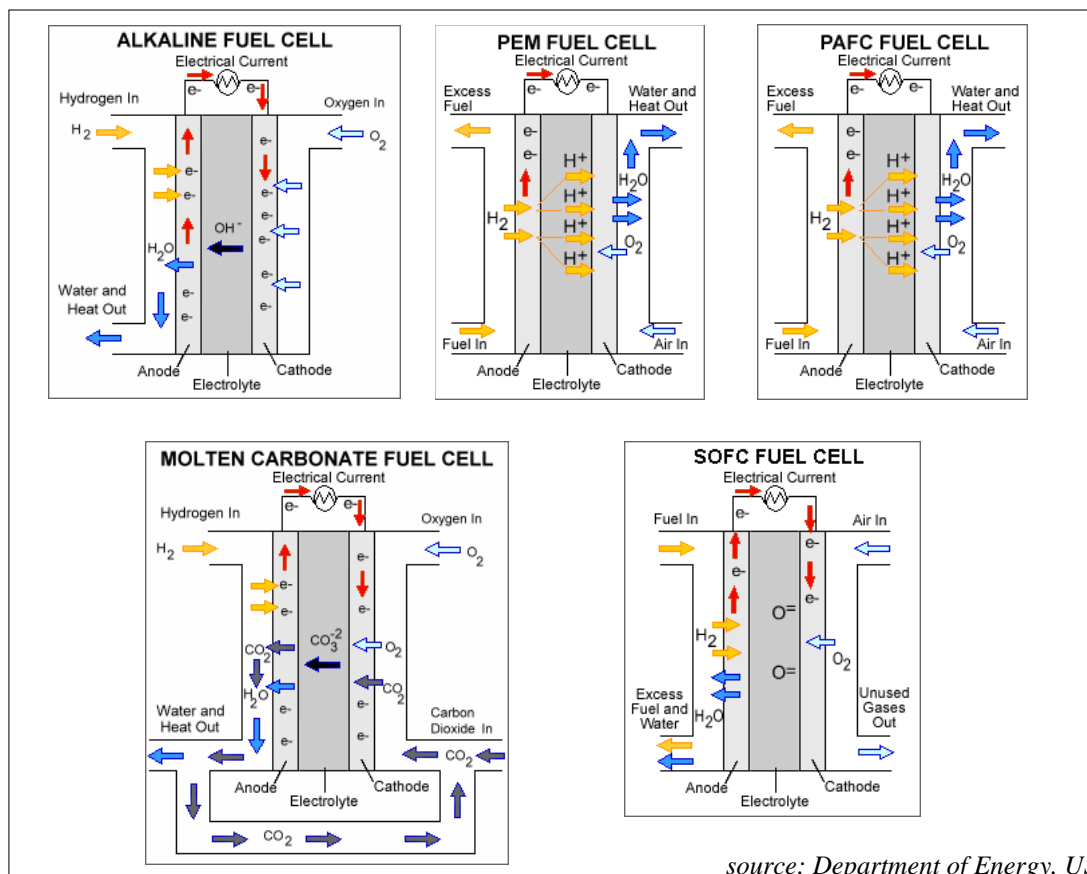 ALKALINE FUEL CELL
Electrical Current
e-
e-
Hydrogen In
Oxygen In
H2
O2
e-
e-
e-
e-
e-
OH -
e-
H2O
e-
Water and
Heat Out
e-
e-
e-
e-
Anode
Cathode
Electrolyte
PEM FUEL CELL
Electrical Current
e-
e-
Excess
Fuel
Water and
Heat Out
e-
e-
H+
H+
H2O
H2
H+
H+
O2
Fuel In
Air In
Anode
Cathode
Electrolyte
PAFC FUEL CELL
Electrical Current
e-
e-
Excess
Fuel
Water and
Heat Out
e-
e-
H+
H+
H2O
H2
H+
H+
O2
Fuel In
Air In
Anode
Cathode
Electrolyte
MOLTEN CARBONATE FUEL CELL
Electrical Current
e-
e-
Hydrogen In
Oxygen In
H2
O2
e-
e-
e-
e-
e-
CO3-2
CO2
O2
H2O
CO2
e-
e-
Water and
Heat Out
Carbon
Dioxide In
e-
e-
CO2
Anode
Cathode
Electrolyte
CO2
SOFC FUEL CELL
Electrical Current
e-
e-
Fuel In
Air In
e-
e-
e-
e-
O=
H2
O2
O=
Excess
Fuel and
Water
H2O
Unused
Gases
Out
Anode
Cathode
Electrolyte
source: Department of Energy, US